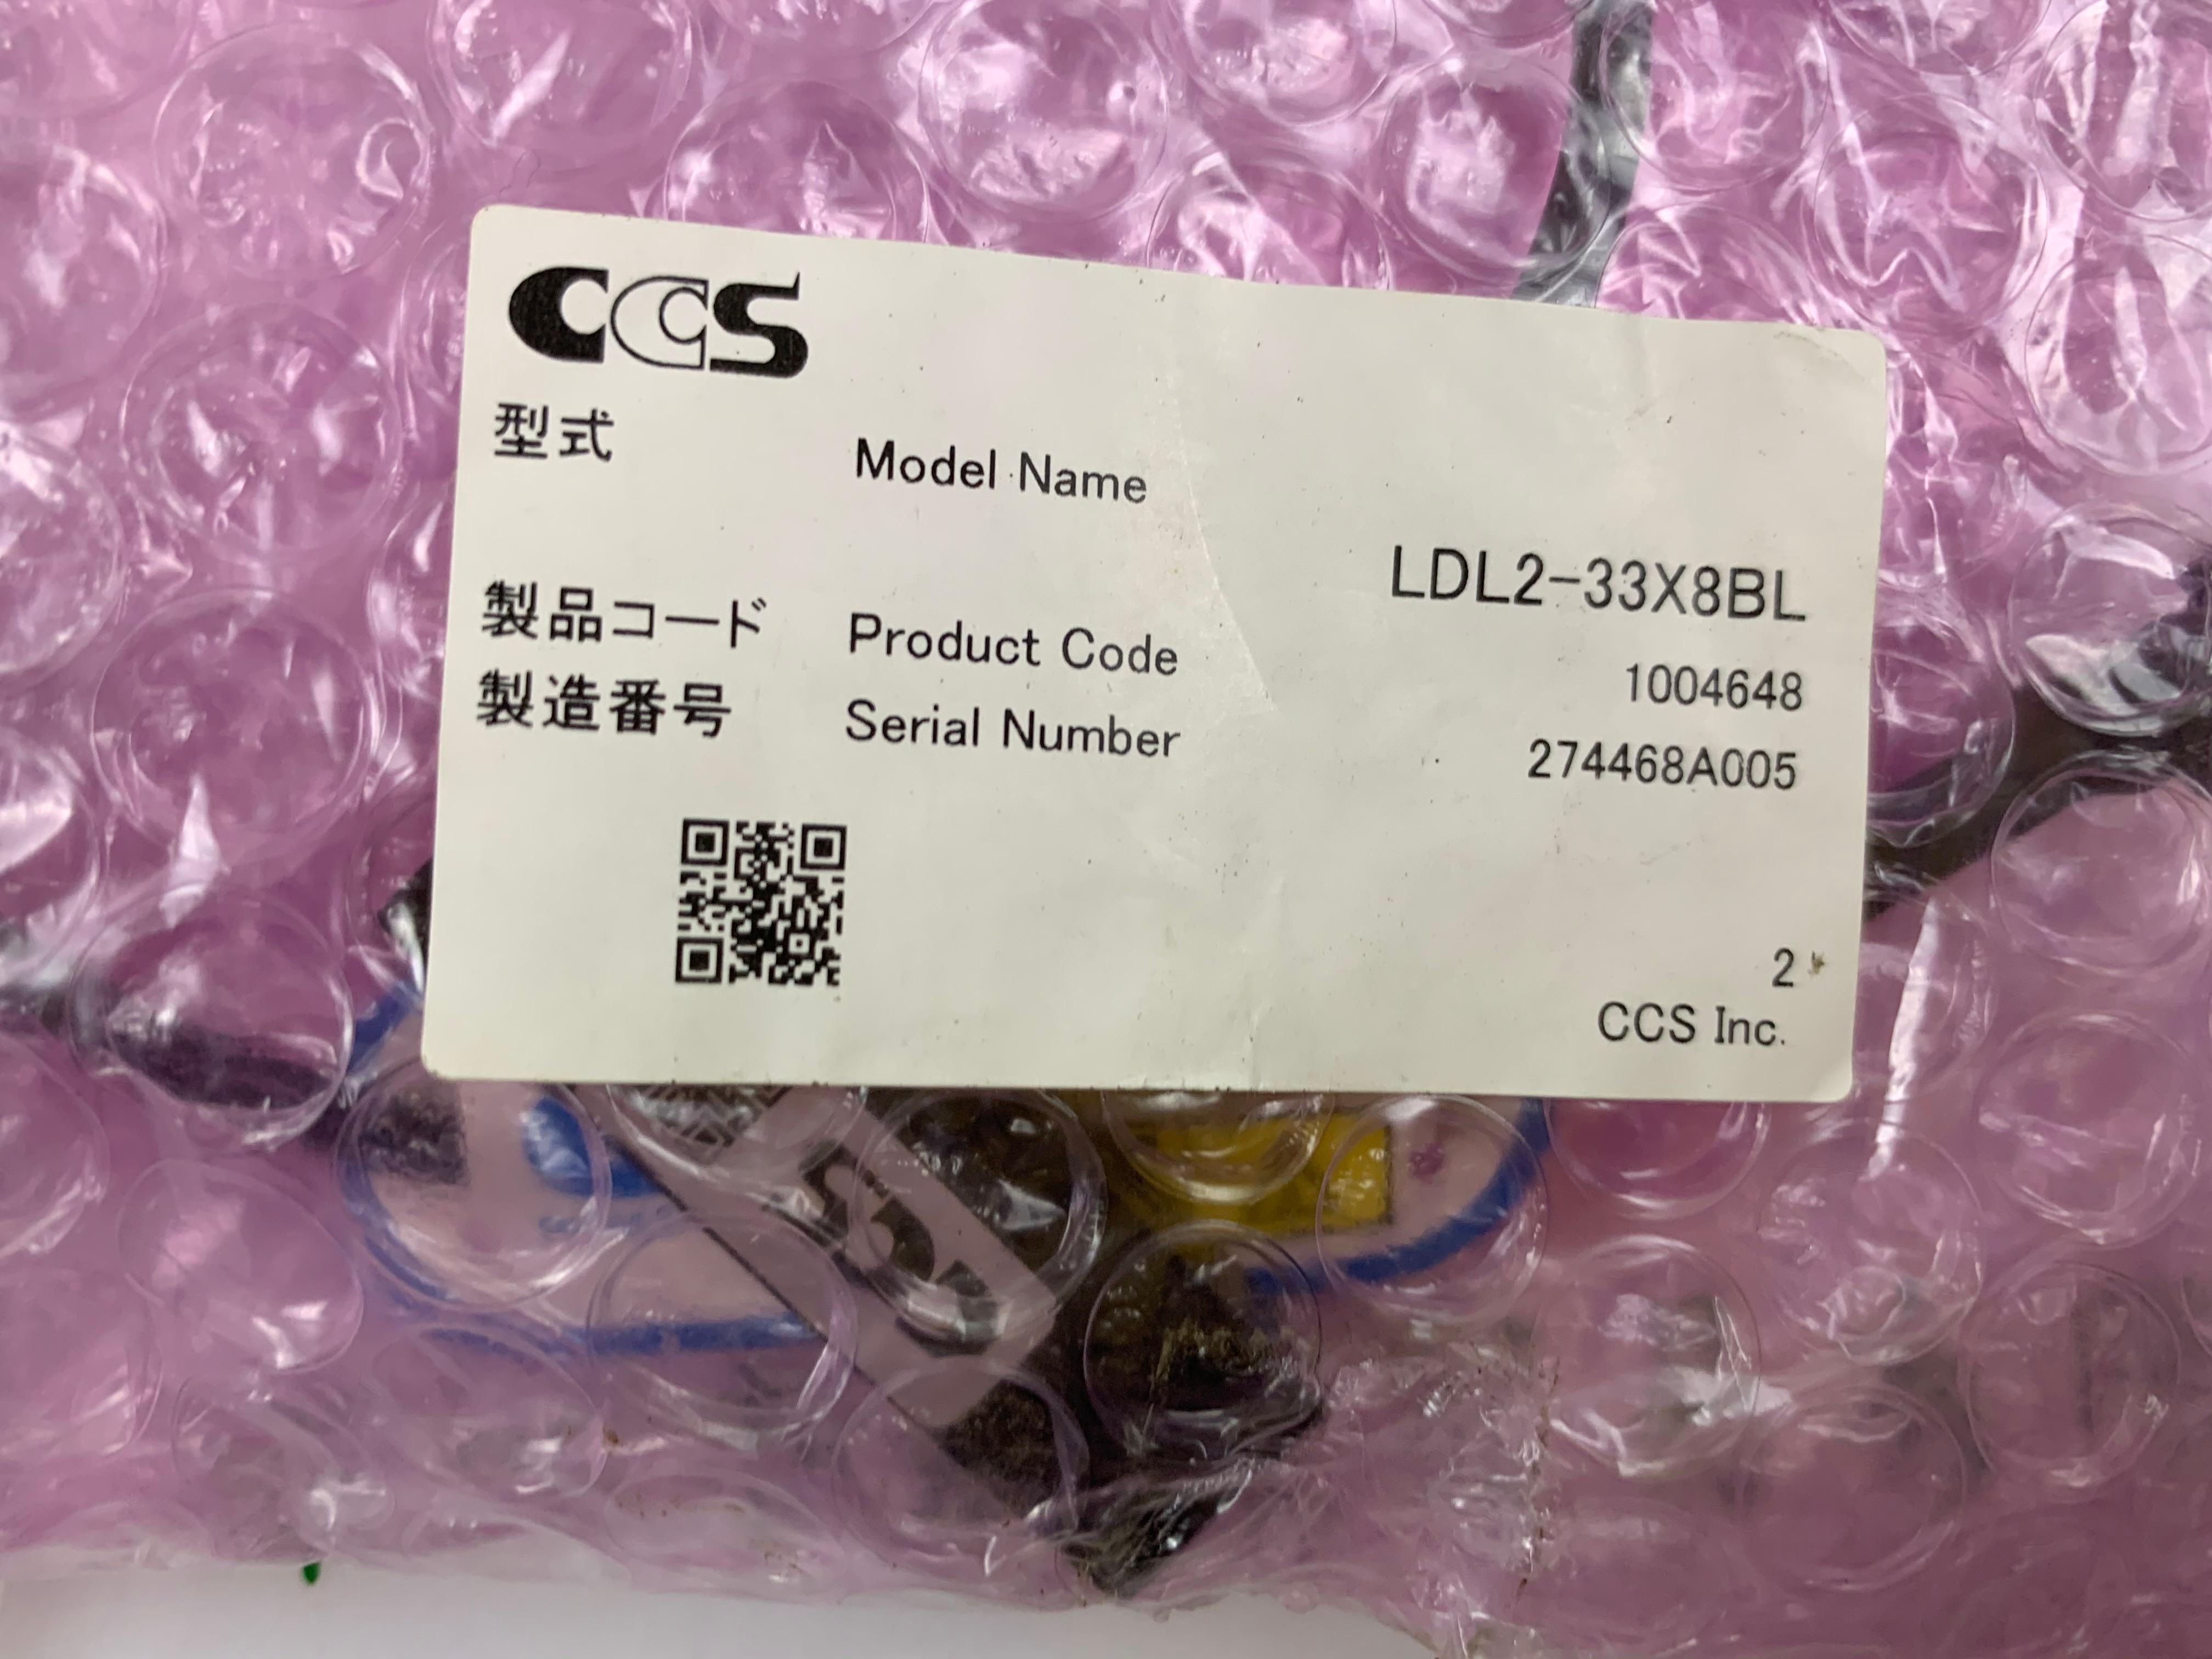 CCS
型式 Model Name
LDL2-33X8BL
製品コード Product Code 1004648
製造番号 Serial Number 274468A005
2
CCS Inc.
CCS